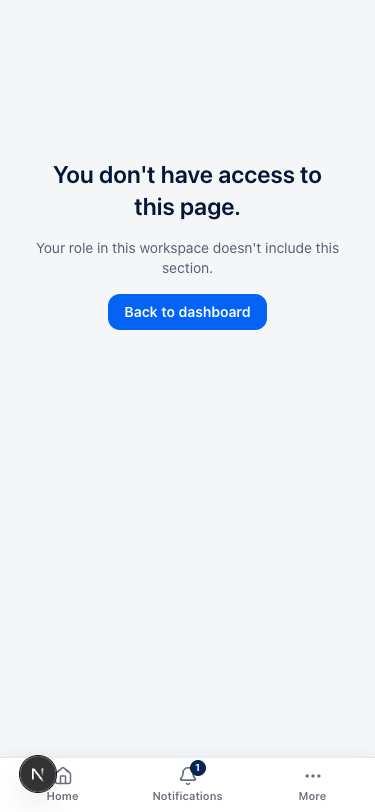 You don't have access to
this page.
Your role in this workspace doesn't include this
section.
Back to dashboard
1
N
Home
Notifications
More